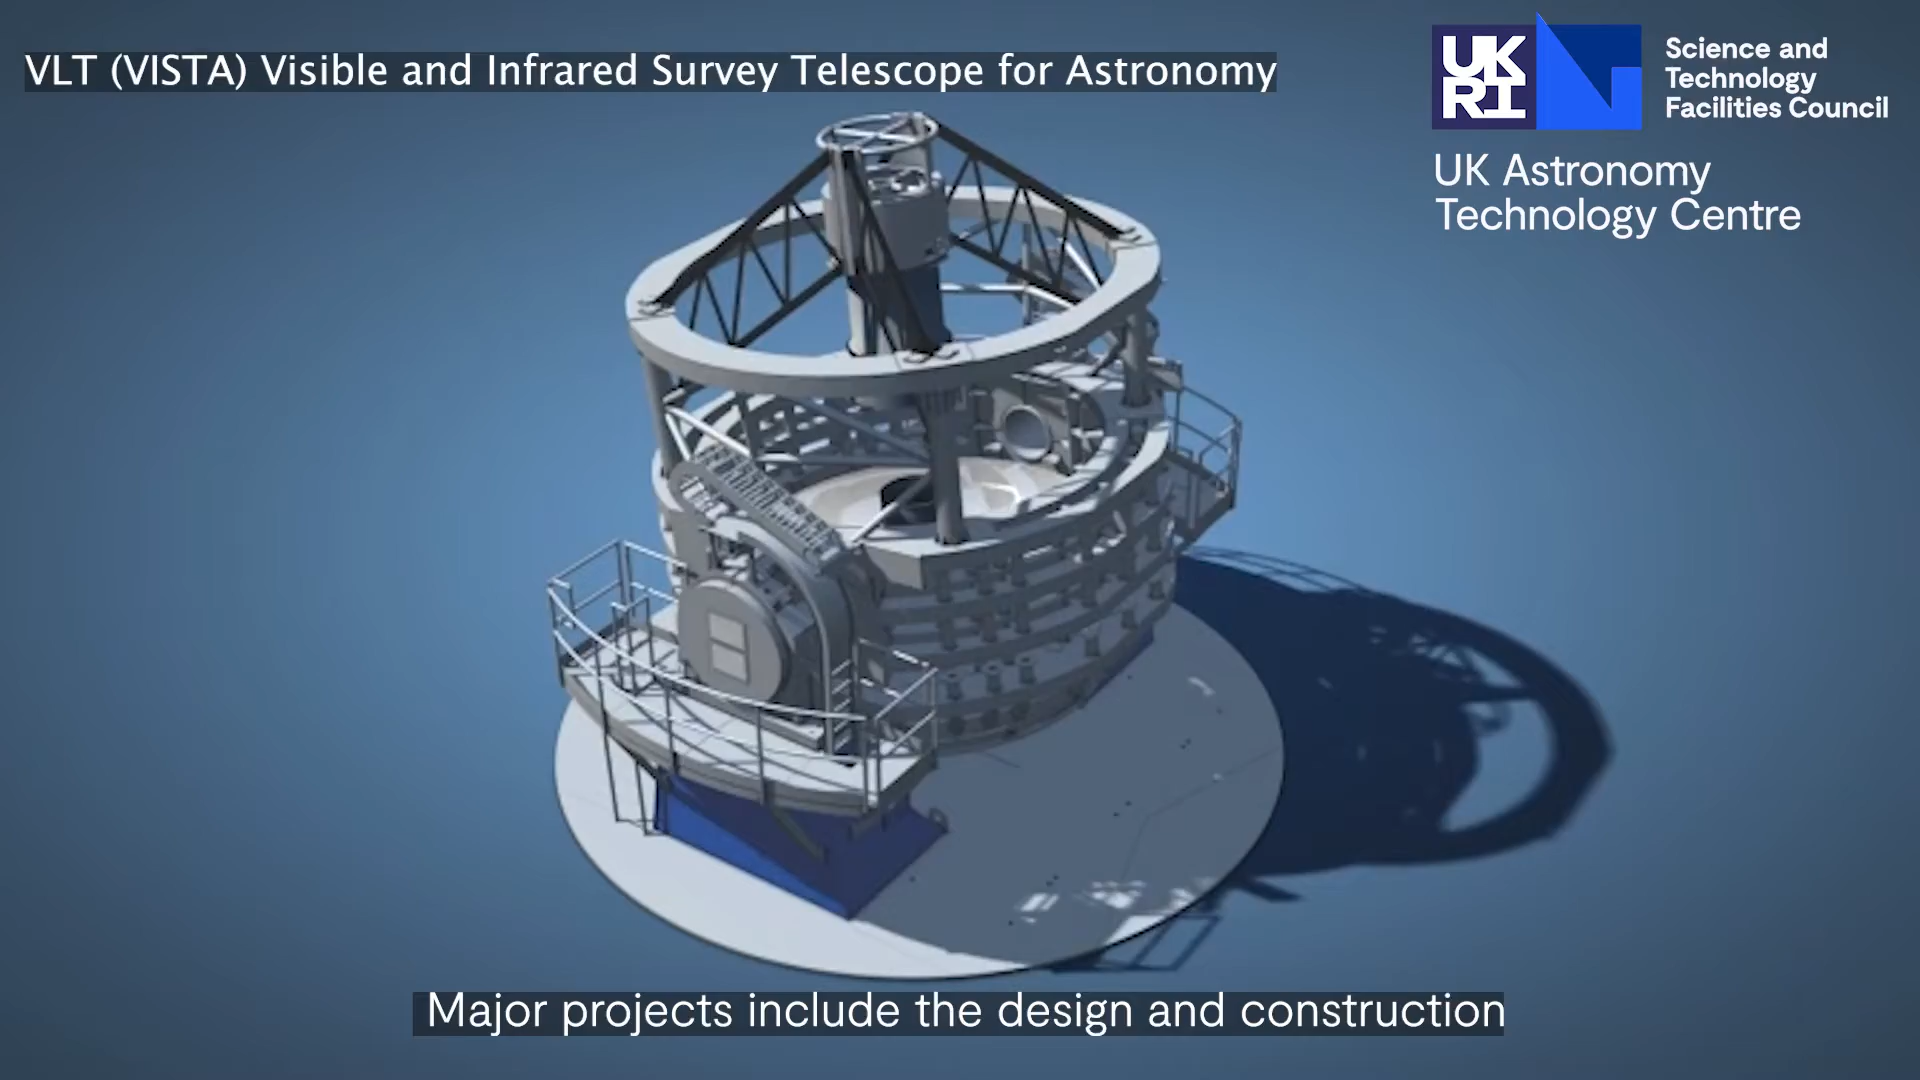 VLT (VISTA) Visible and Infrared Survey Telescope for Astronomy
UK
RI
Science and
Technology
Facilities Council
UK Astronomy
Technology Centre
Major projects include the design and construction